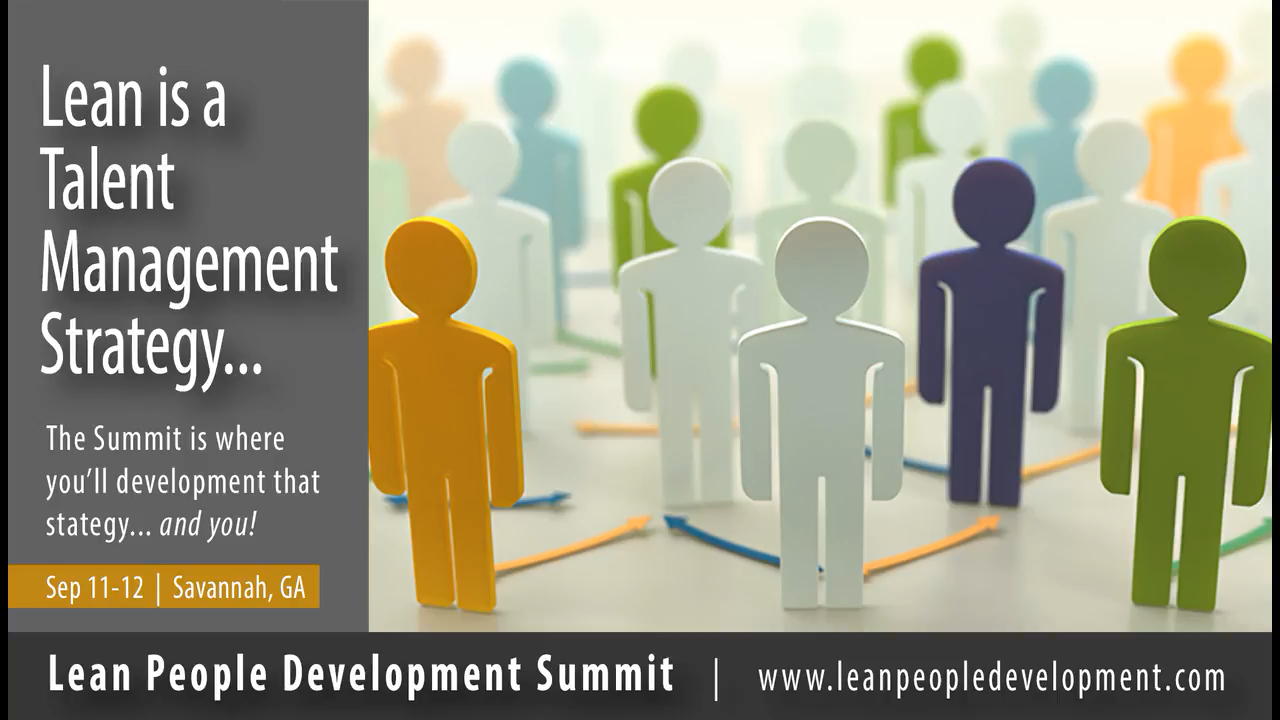 Lean is a
Talent
Management
Strategy...
The Summit is where
you'll development that
stategy... and you!
Sep 11-12 | Savannah, GA
Lean People Development Summit | www.leanpeopledevelopment.com